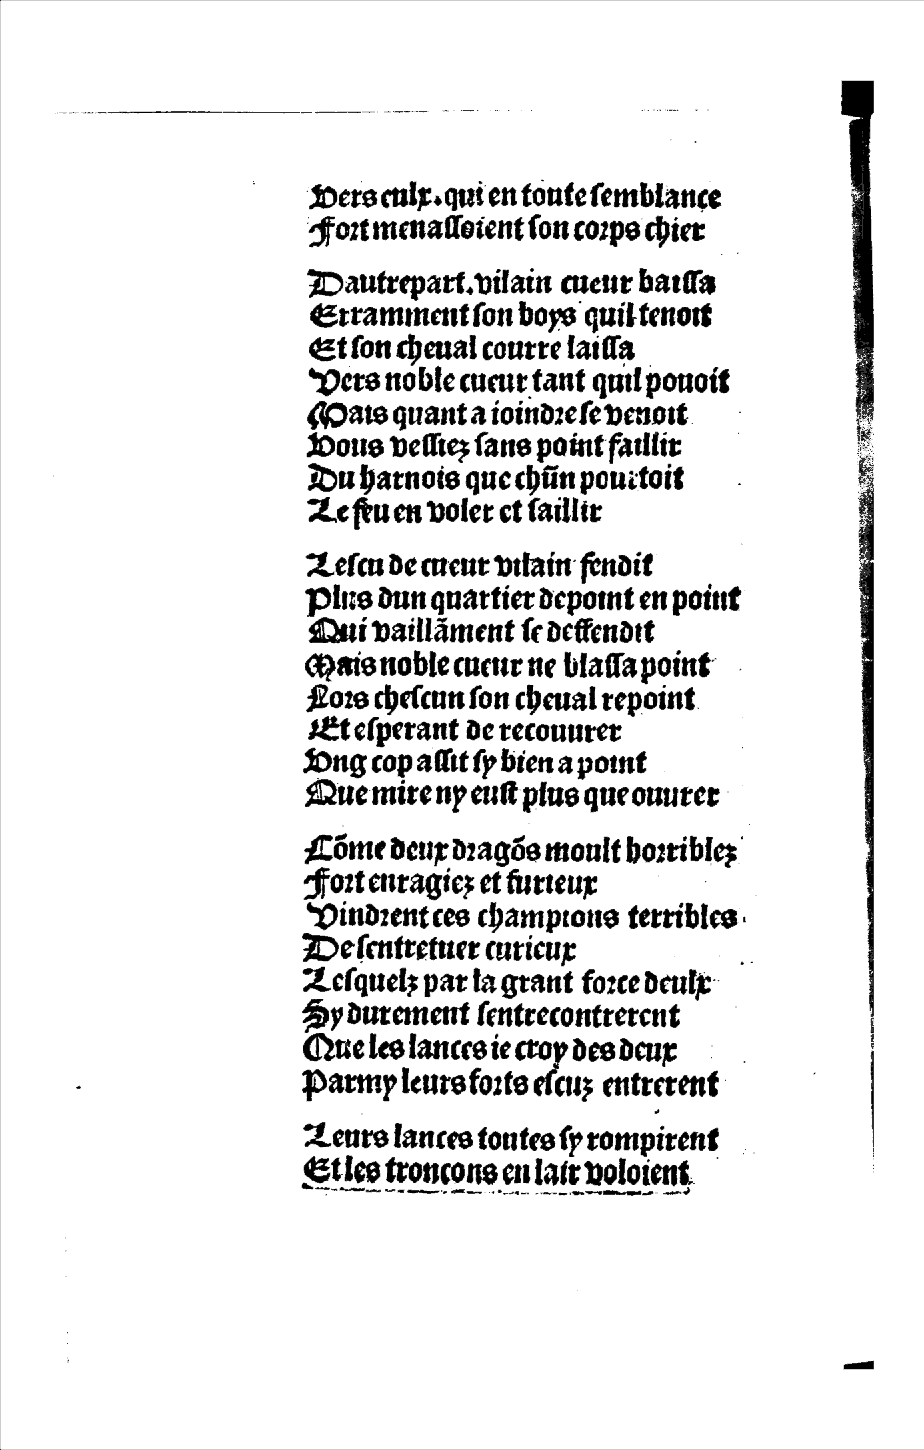 Vers eulx. qui en toute semblance
Fort menassoient son corps chier
Dautrepart. vilain cueur baissa
Erramment son boys quil tenoit
Et son cheual courre laissa
Vers noble cueur tant quil pouoit
Mais quant a ioindre se venoit
Vous vessiez sans point faillir
Du harnois que chũn pourtoit
Le feu en voler et saillir
Lescu de cueur vilain fendit
Plus dun quartier depoint en point
Qui vaillãment se deffendit
Mais noble cueur ne blassa point
Lors chescun son cheual repoint
Et esperant de recouurer
Vng cop assit sy bien a point
Que mire ny eust plus que ouurer
Cõme deux dragõs moult horriblez
Fort enragiez et furieux
Vindrent ces champions terribles
De sentretuer curieux
Lesquelz par la grant force deulx
Sy durement sentrecontrerent
Que les lances ie croy des deux
Parmy leurs forts escuz entrerent
Leurs lances toutes sy rompirent
Et les troncons en lair voloient